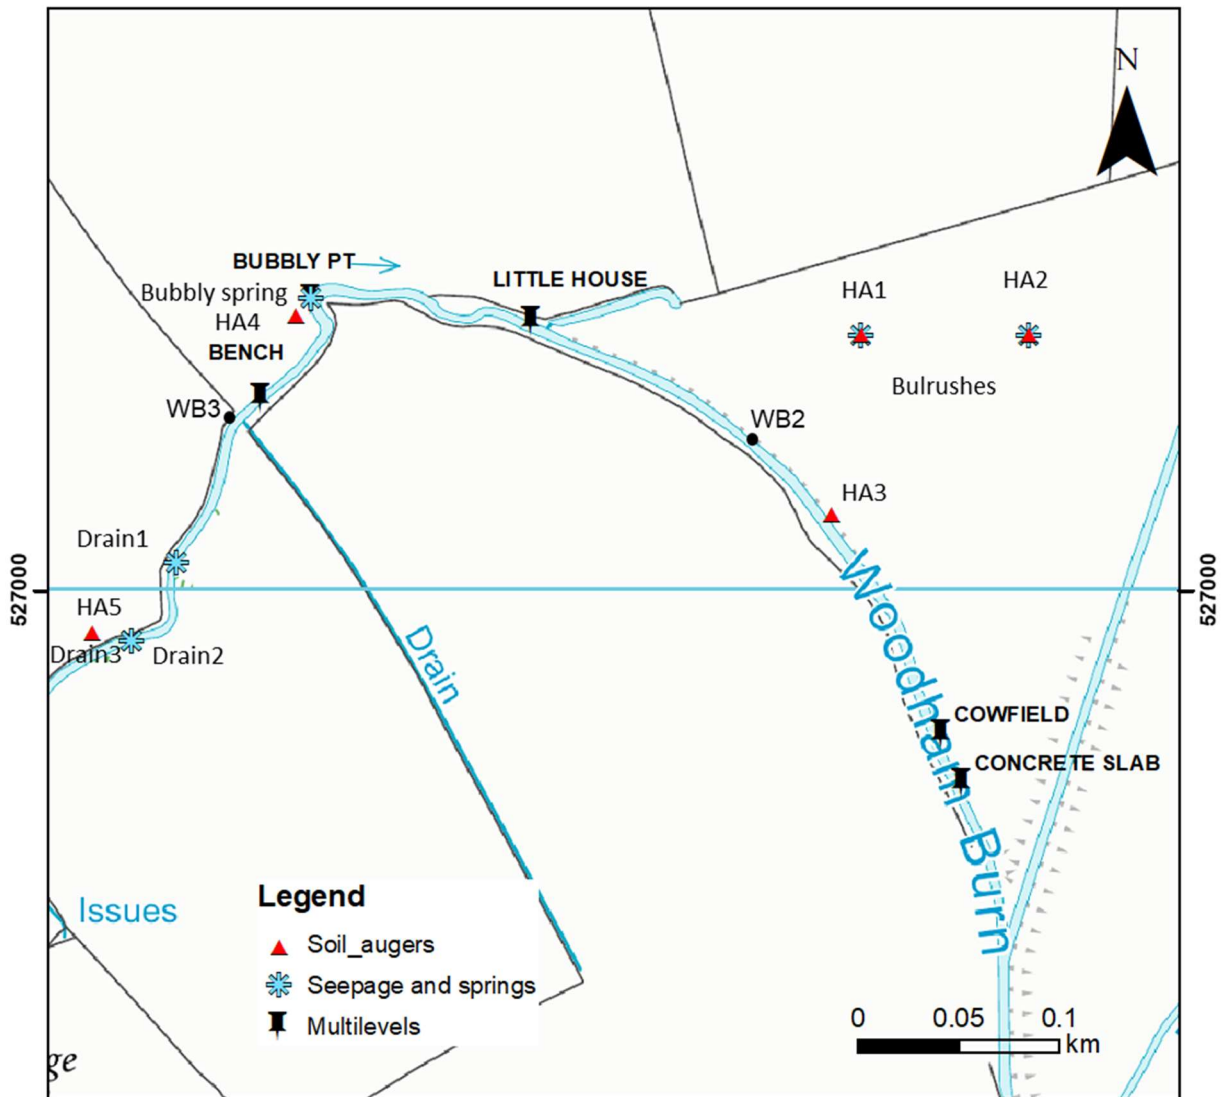 N
BUBBLY PT
LITTLE HOUSE
HA2
HA1
Bubbly spring
HA4
BENCH
Bulrushes
WB3
WB2
HA3
Drain1
527000
527000
HA5
Drain3
Drain2
Drain
Woodham Burn
COWFIELD
CONCRETE SLAB
Issues
Legend
Soil_augers
Seepage and springs
Multilevels
0 0.05 0.1
km
ge